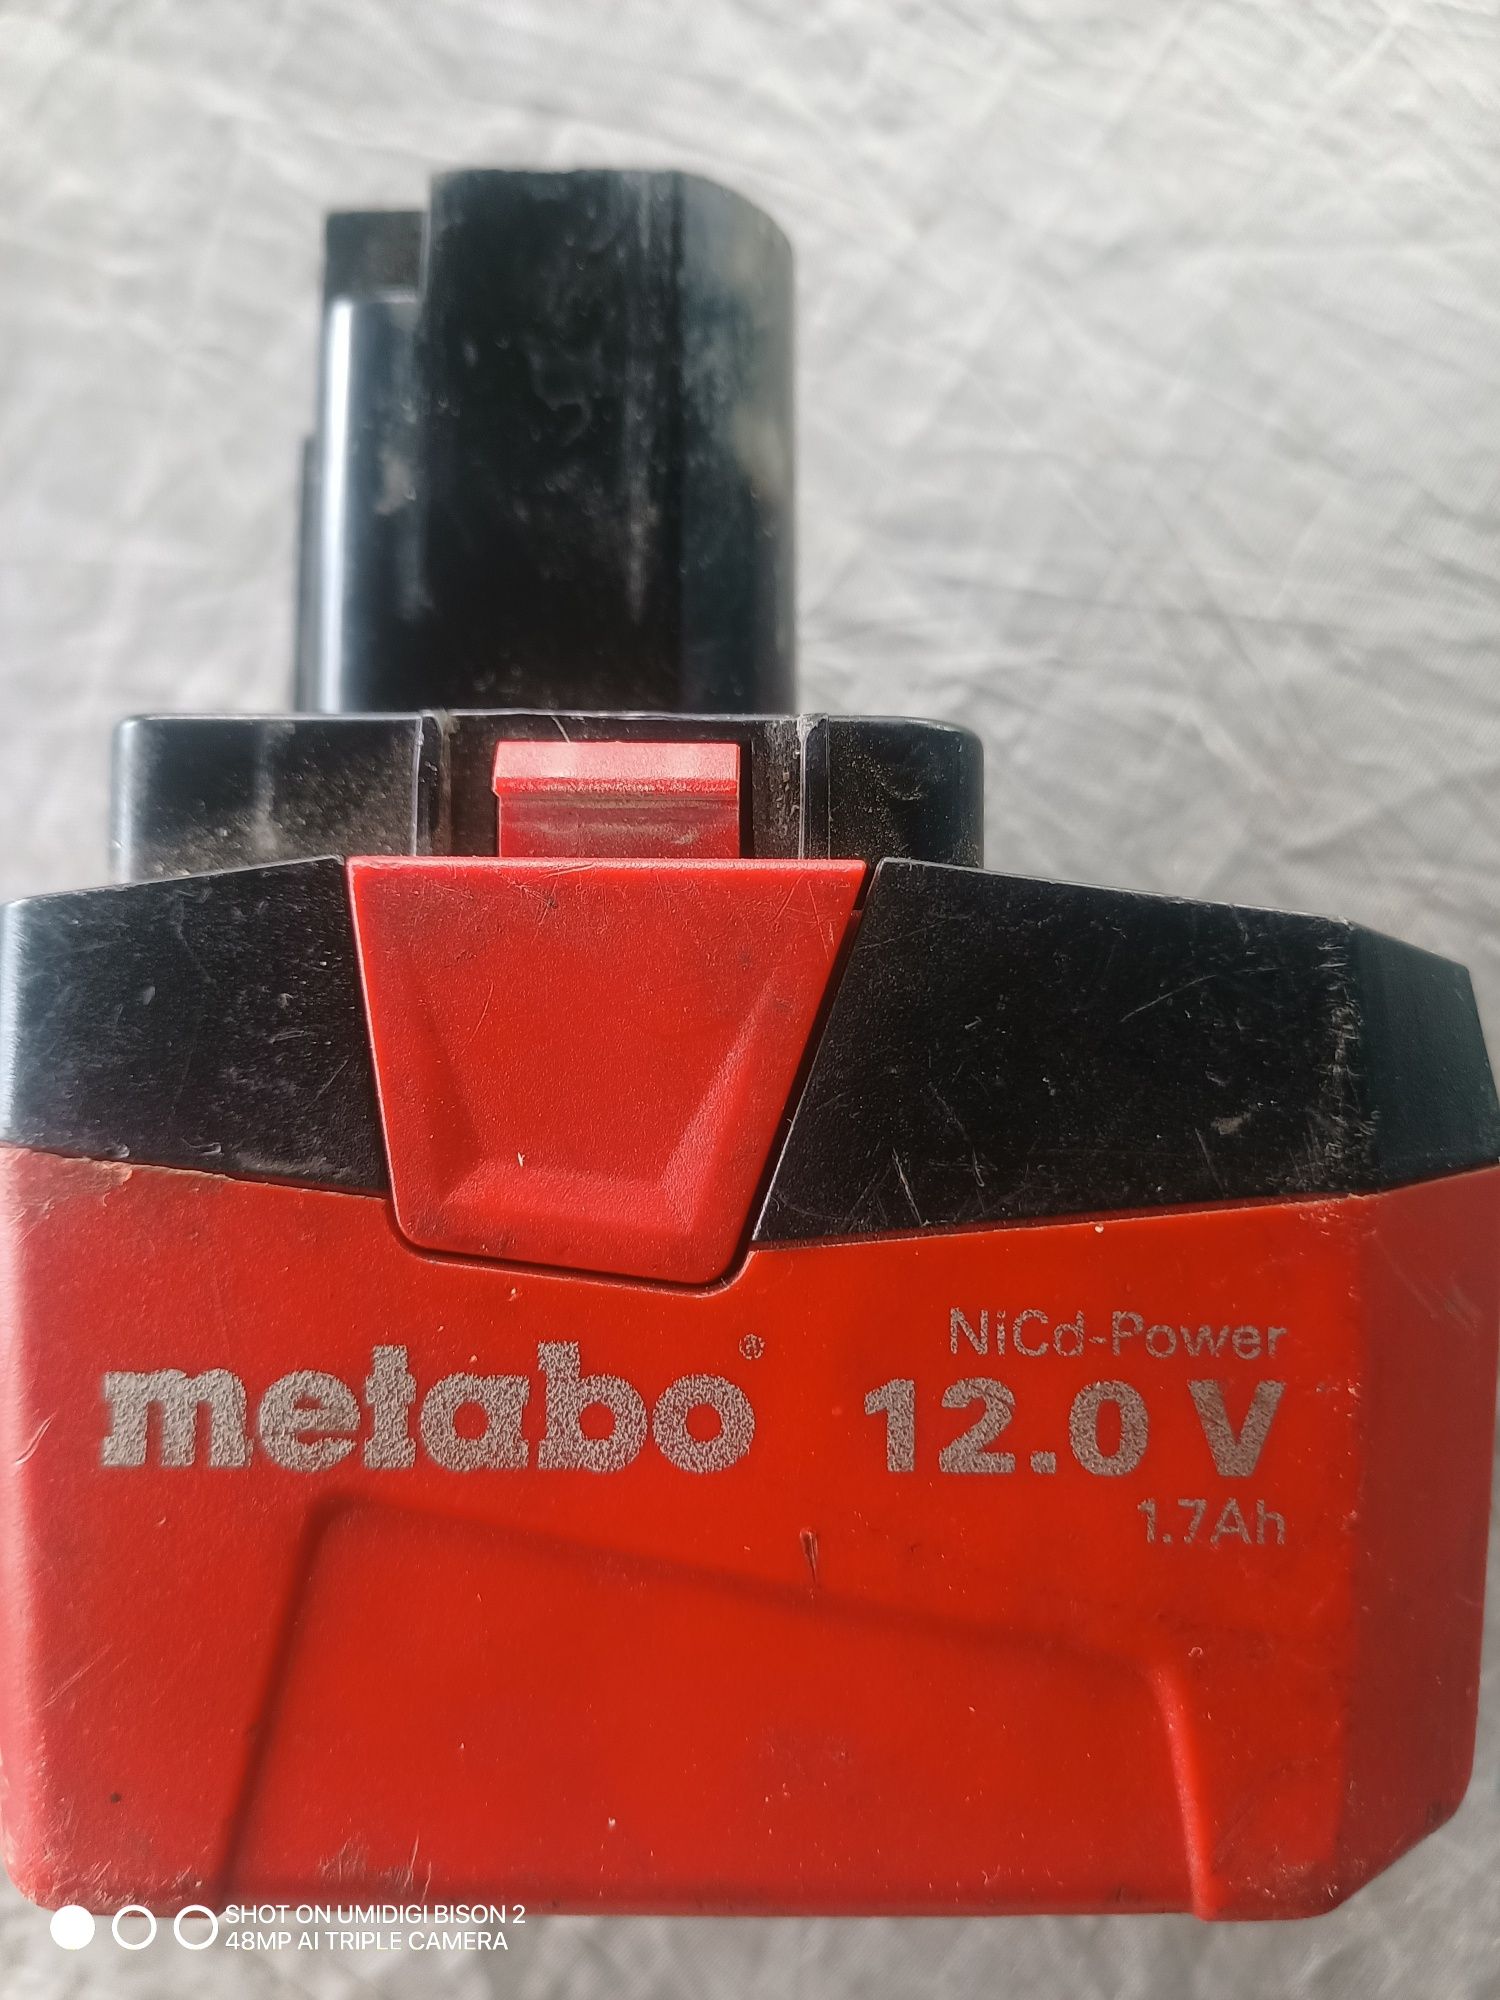 metabo®
NiCd-Power
12.0 V
1.7Ah
SHOT ON UMIDIGI BISON 2
48MP AI TRIPLE CAMERA